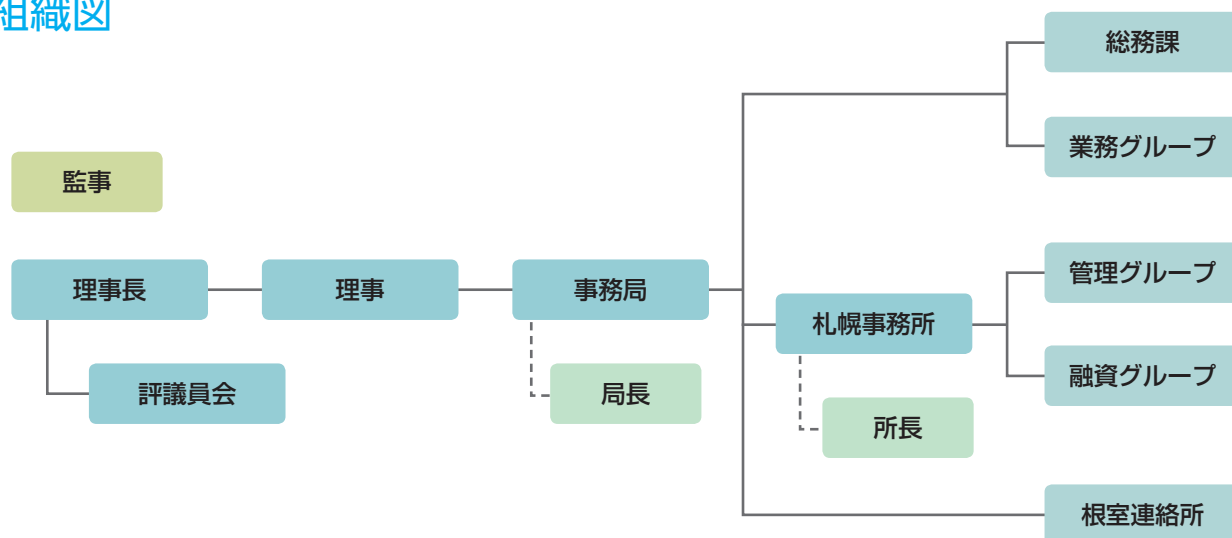 組織図
総務課
業務グループ
監事
理事長
理事
事務局
管理グループ
札幌事務所
評議員会
局長
融資グループ
所長
根室連絡所